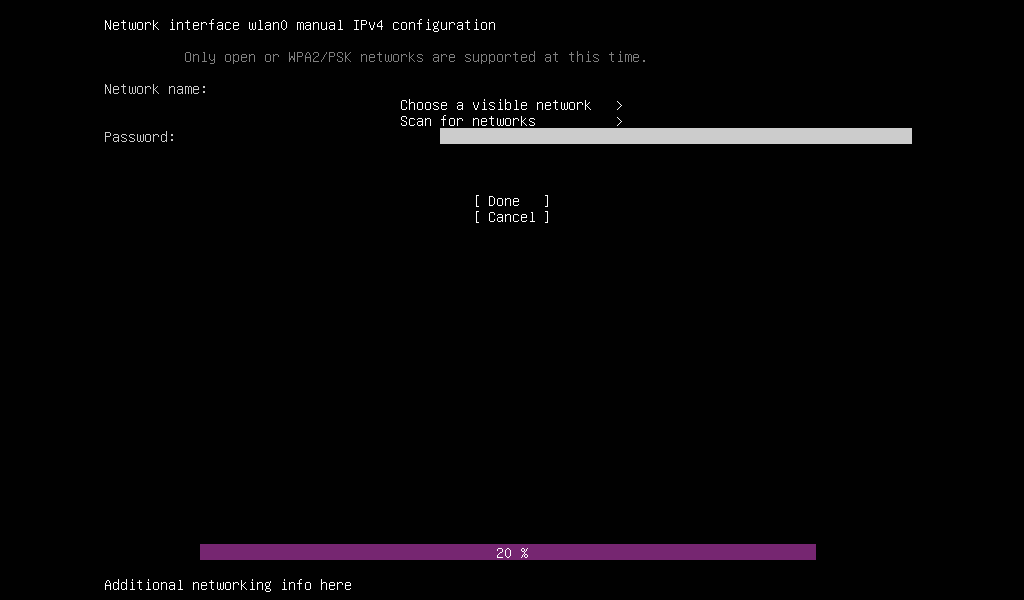 Network interface wlan0 manual IPv4 configuration
Only open or WPA2/PSK networks are supported at this time.
Network name:
Choose a visible network >
Scan for networks >
Password:
[ Done ]
[ Cancel ]
20 %
Additional networking info here